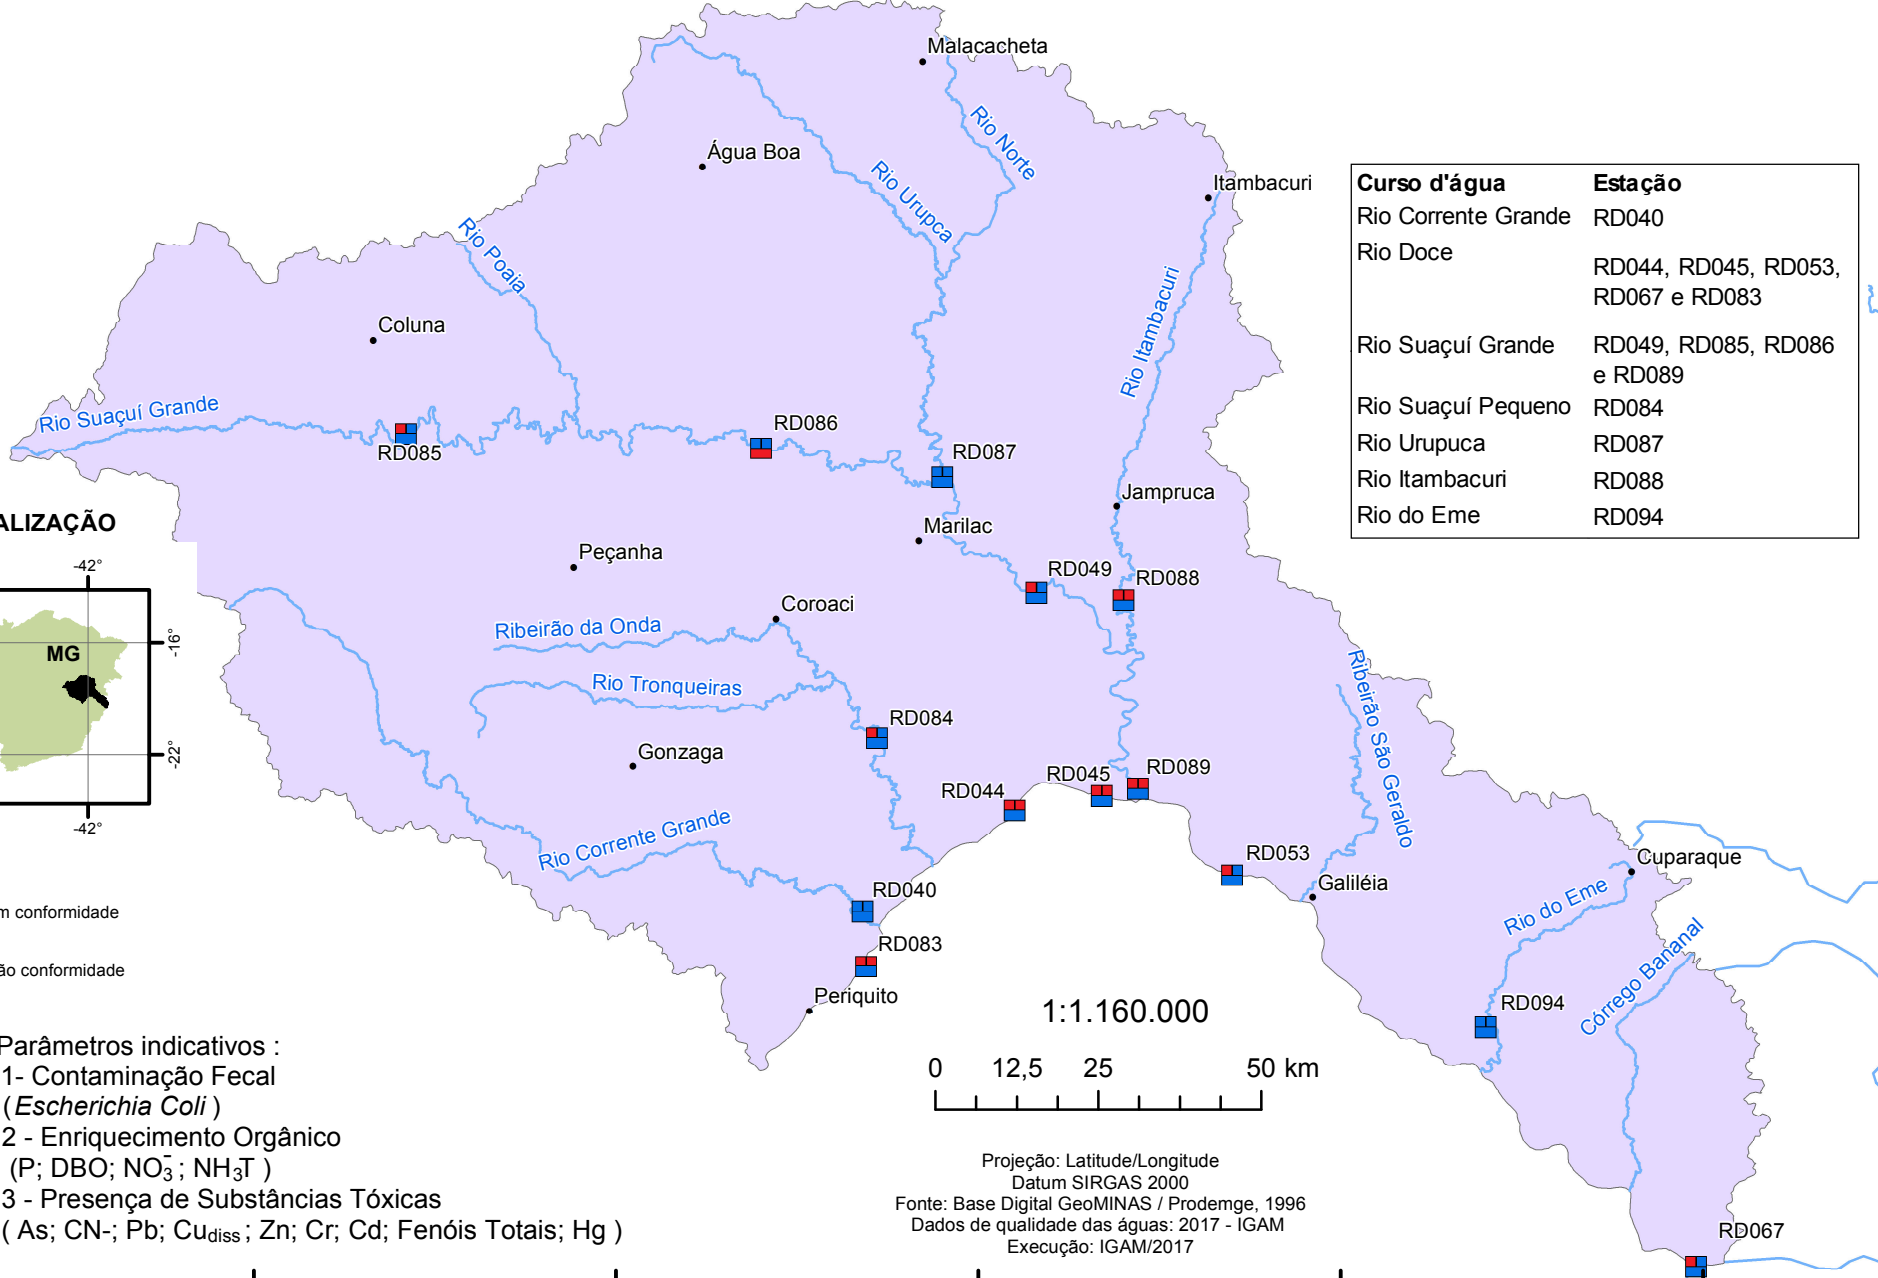 Malacacheta
Rio Norte
Água Boa
Rio Urupca
Itambacuri
Rio Poaia
Coluna
Rio Itambacuri
Rio Suaçuí Grande
RD085
RD086
RD087
Jampruca
Marilac
Peçanha
RD049
RD088
Coroaci
Ribeirão da Onda
Rio Tronqueiras
Ribeirão São Geraldo
RD084
Gonzaga
RD044
RD045
RD089
Rio Corrente Grande
RD053
Galiléia
Cuparaque
RD040
Rio do Eme
RD083
Córrego Bananal
Periquito
RD094
RD067
Curso d'água Estação
Rio Corrente Grande RD040
Rio Doce
RD044, RD045, RD053,
RD067 e RD083
Rio Suaçuí Grande RD049, RD085, RD086
e RD089
Rio Suaçuí Pequeno RD084
Rio Urupuca RD087
Rio Itambacuri RD088
Rio do Eme RD094
ALIZAÇÃO
-42°
-16°
MG
-22°
-42°
m conformidade
ão conformidade
Parâmetros indicativos :
1- Contaminação Fecal
(Escherichia Coli )
2 - Enriquecimento Orgânico
(P; DBO; NO3-; NH3T )
3 - Presença de Substâncias Tóxicas
( As; CN-; Pb; Cudiss ; Zn; Cr; Cd; Fenóis Totais; Hg )
1:1.160.000
0 12,5 25 50 km
Projeção: Latitude/Longitude
Datum SIRGAS 2000
Fonte: Base Digital GeoMINAS / Prodemge, 1996
Dados de qualidade das águas: 2017 - IGAM
Execução: IGAM/2017